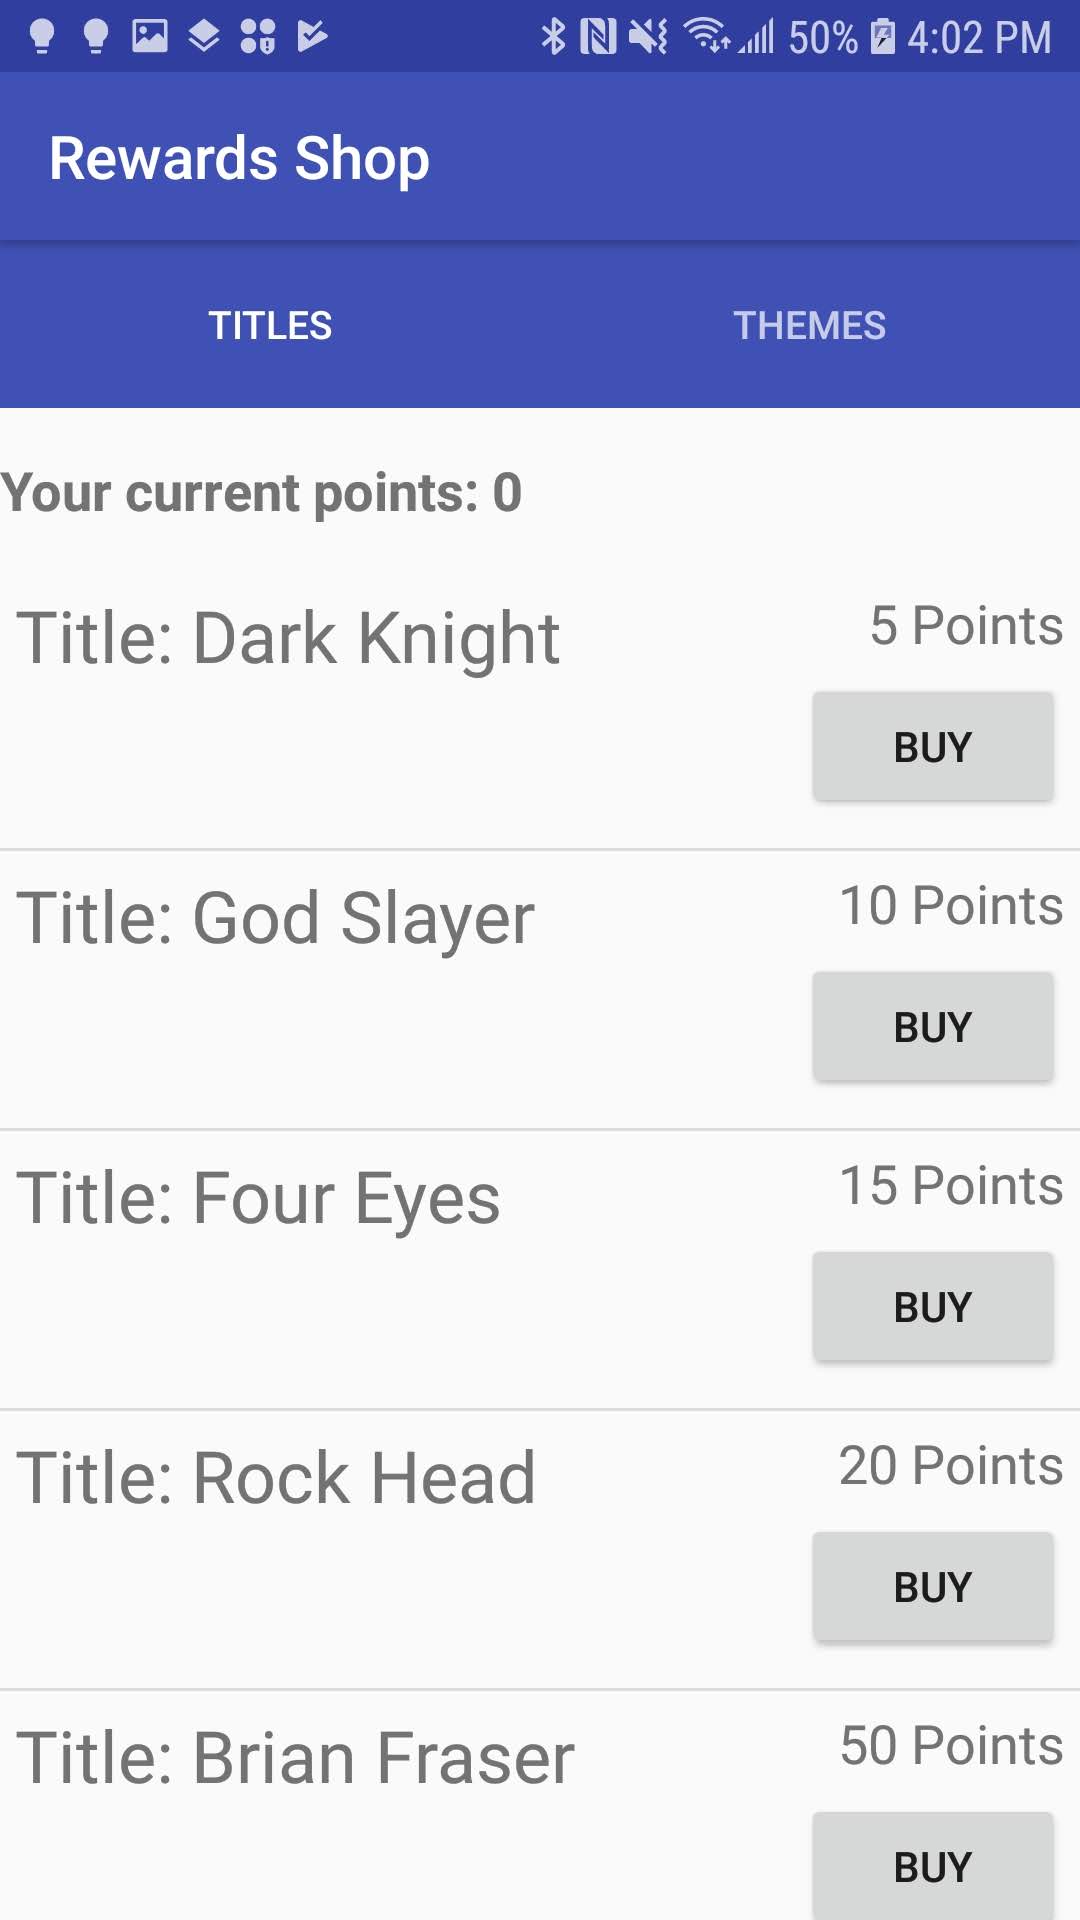 50% 4:02 PM
Rewards Shop
TITLES THEMES
Your current points: 0
Title: Dark Knight 5 Points
BUY
Title: God Slayer 10 Points
BUY
Title: Four Eyes 15 Points
BUY
Title: Rock Head 20 Points
BUY
Title: Brian Fraser 50 Points
BUY